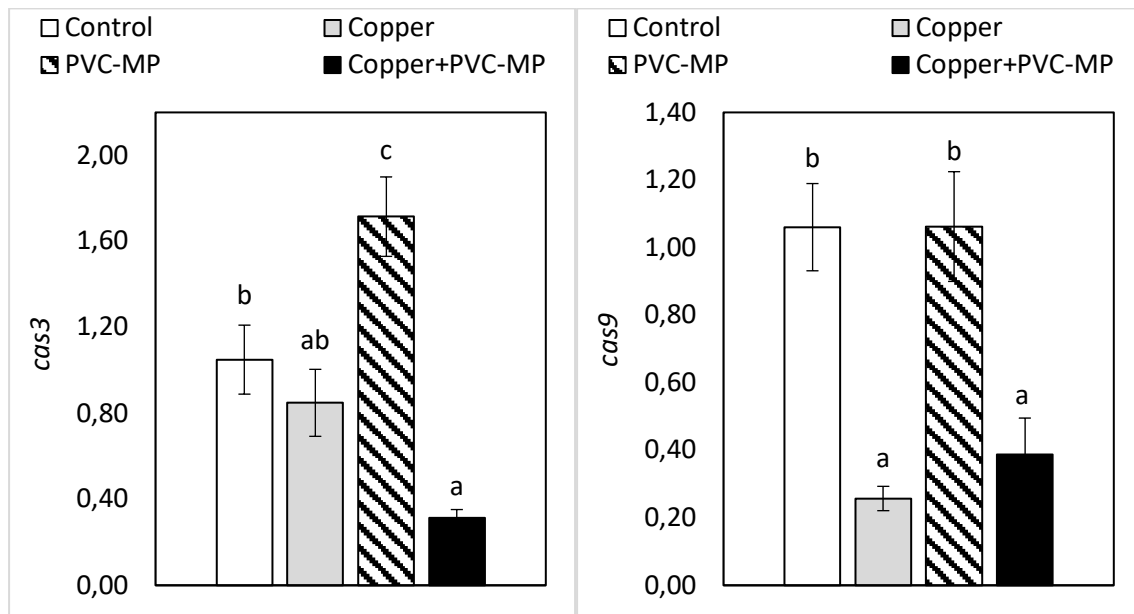 Control Copper
PVC-MP Copper+PVC-MP
2,00
1,60
1,20
0,80
0,40
0,00
cas3
b
ab
c
a
Control Copper
PVC-MP Copper+PVC-MP
1,40
1,20
1,00
0,80
0,60
0,40
0,20
0,00
cas9
b
a
b
a